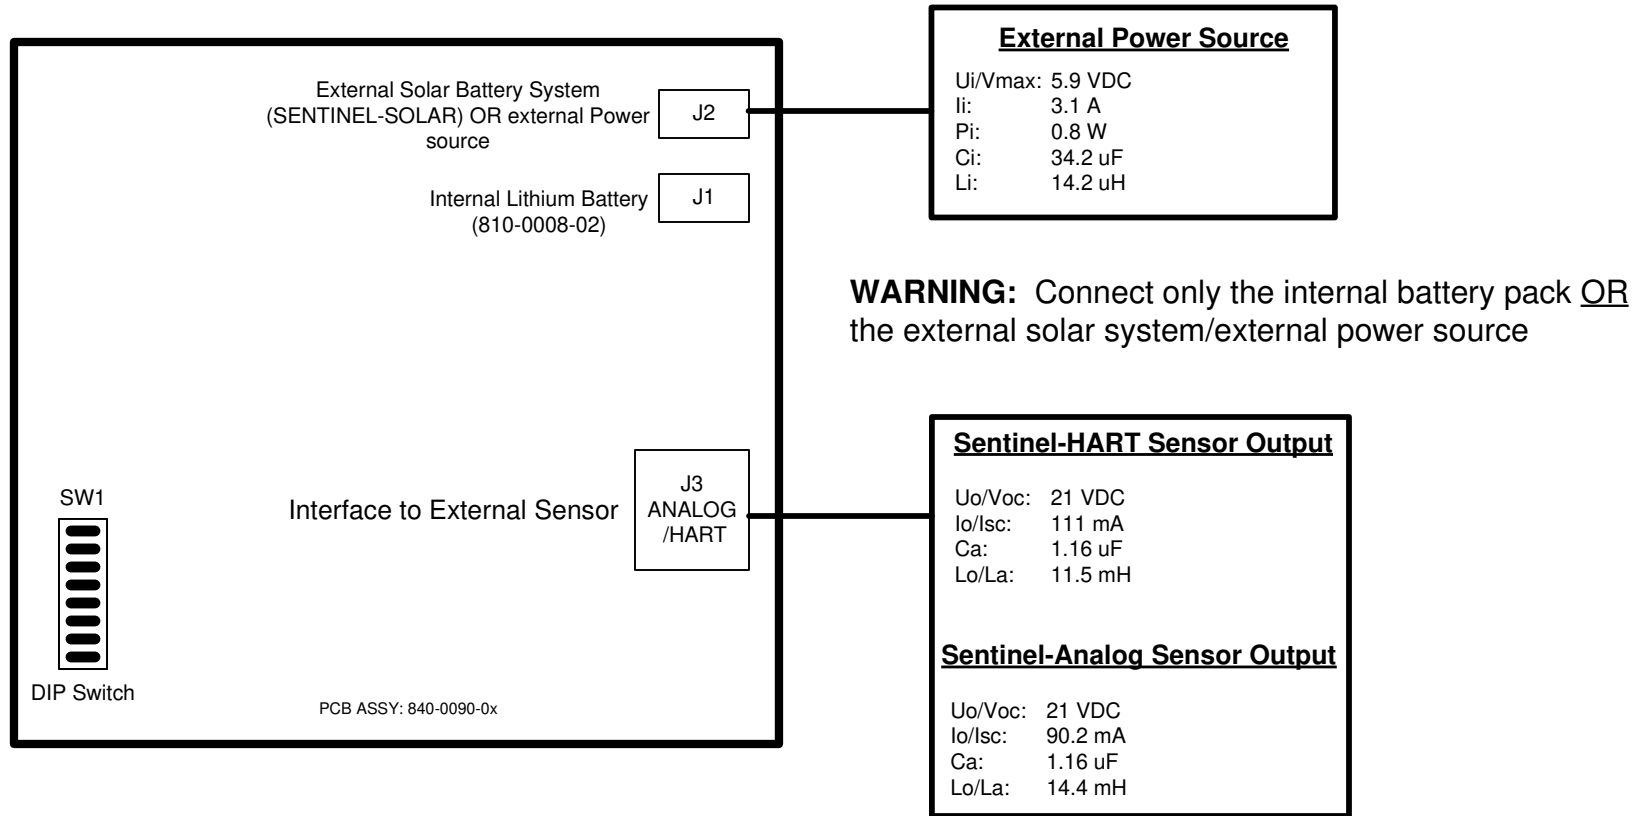 External Solar Battery System
(SENTINEL-SOLAR) OR external Power
source
J2
Internal Lithium Battery
(810-0008-02)
J1
External Power Source
Ui/Vmax: 5.9 VDC
Ii: 3.1 A
Pi: 0.8 W
Ci: 34.2 uF
Li: 14.2 uH
WARNING: Connect only the internal battery pack OR
the external solar system/external power source
SW1
DIP Switch
Interface to External Sensor
J3
ANALOG
/HART
PCB ASSY: 840-0090-0x
Sentinel-HART Sensor Output
Uo/Voc: 21 VDC
Io/Isc: 111 mA
Ca: 1.16 uF
Lo/La: 11.5 mH
Sentinel-Analog Sensor Output
Uo/Voc: 21 VDC
Io/Isc: 90.2 mA
Ca: 1.16 uF
Lo/La: 14.4 mH